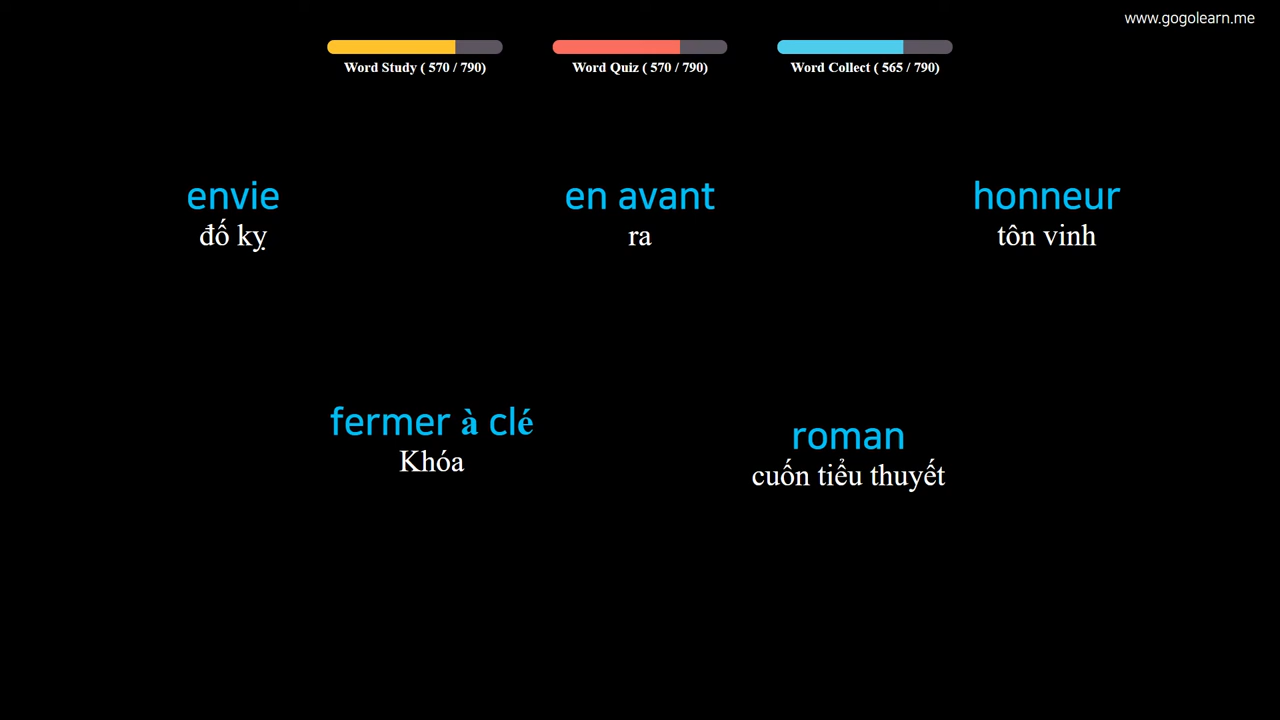 www.gogolearn.me
Word Study ( 570 / 790)
Word Quiz ( 570 / 790)
Word Collect ( 565 / 790)
envie
đố kỵ
en avant
ra
honneur
tôn vinh
fermer à clé
Khóa
roman
cuốn tiểu thuyết